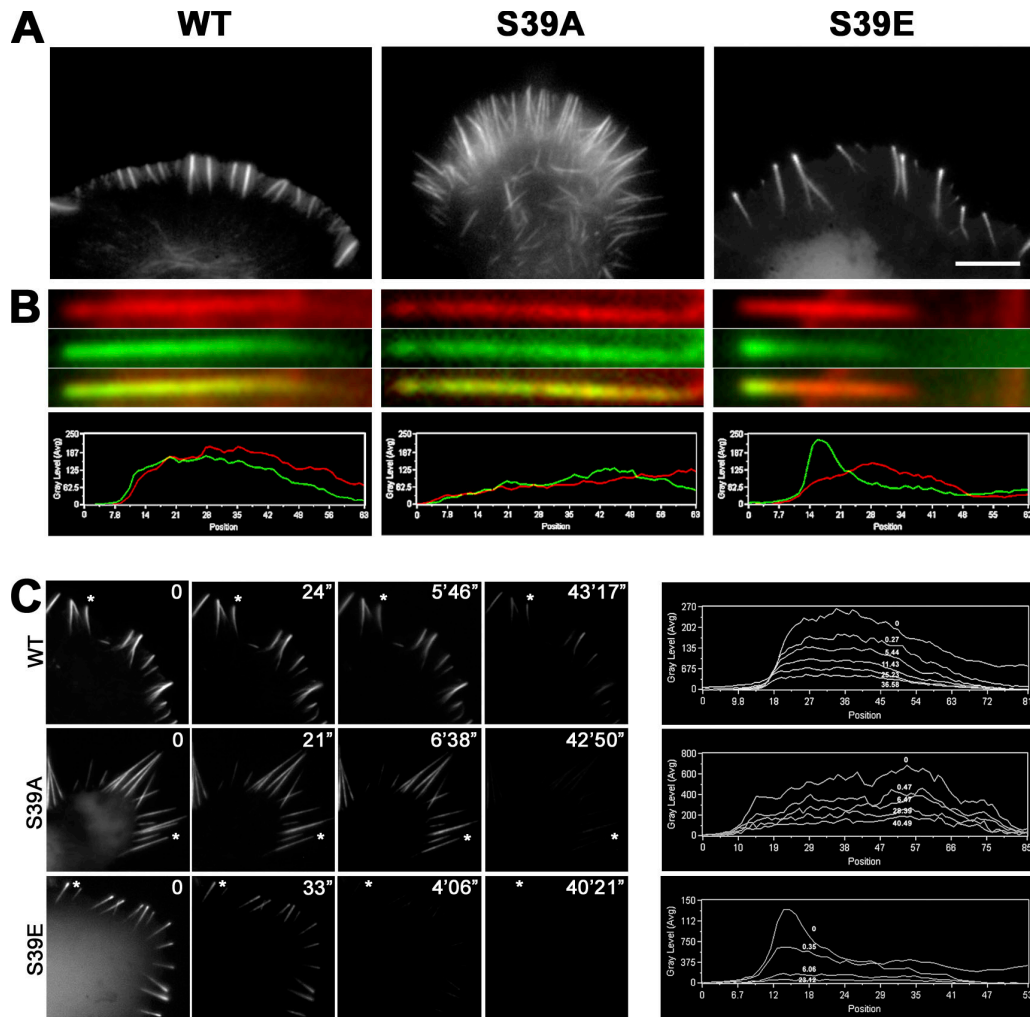 A WT S39A S39E
B
250
187
125
62.5
0
Gray Level (Avg)
0 7.8 14 21 28 35 42 49 56 63
Position
250
187
125
62.5
0
Gray Level (Avg)
0 7.8 14 21 28 35 42 49 56 63
Position
250
187
125
62.5
0
Gray Level (Avg)
0 7.7 14 21 28 34 41 48 55 62
Position
C
WT
0 24” 5’46” 43’17”
270
202
135
675
0
Gray Level (Avg)
0
0.27
5.44
11.43
25.23
36.58
0 9.8 18 27 36 45 54 63 72 81
Position
S39A
0 21” 6’38” 42’50”
800
600
400
200
0
Gray Level (Avg)
0
0.47
6.47
28.39
40.49
0 10 19 28 38 47 57 66 75 85
Position
S39E
0 33” 4’06” 40’21”
150
112
750
375
0
Gray Level (Avg)
0
0.35
6.06
23.12
0 6.7 12 18 24 29 35 41 47 53
Position